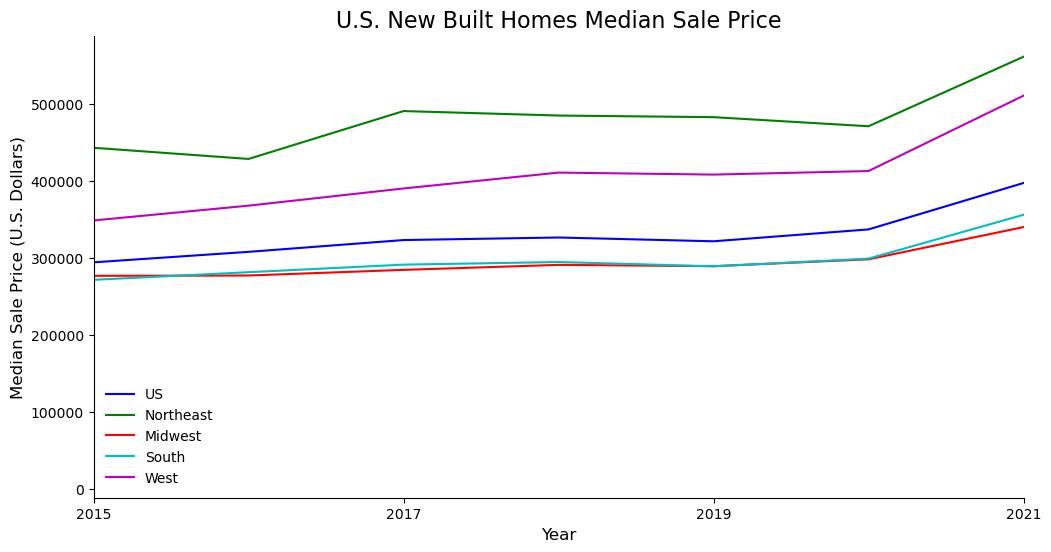 U.S. New Built Homes Median Sale Price
Median Sale Price (U.S. Dollars)
500000
400000
300000
200000
100000
0
US
Northeast
Midwest
South
West
2015
2017
2019
2021
Year